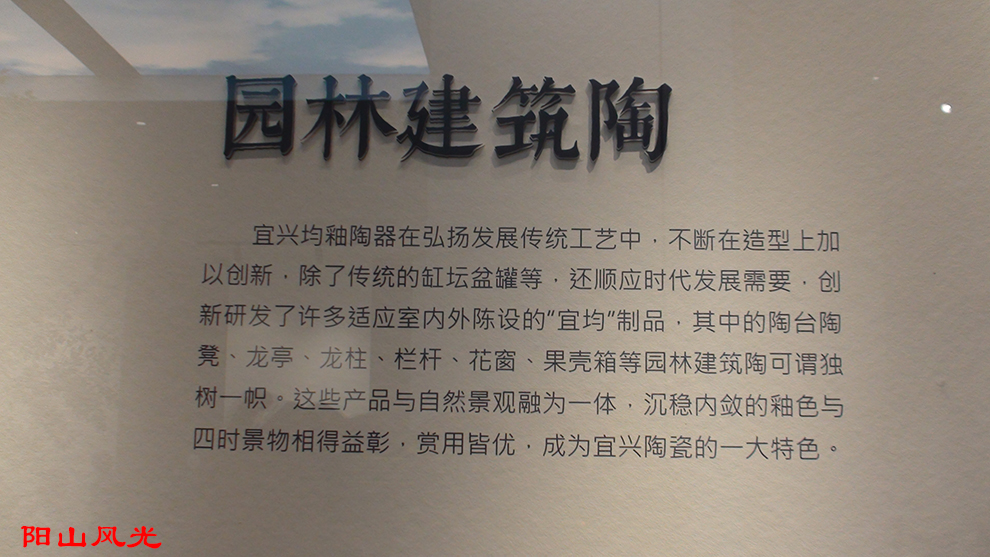 园林建筑陶
宜兴均釉陶器在弘扬发展传统工艺中，不断在造型上加
以创新，除了传统的缸坛盆罐等，还顺应时代发展需要，创
新研发了许多适应室内外陈设的“宜均”制品，其中的陶台陶
凳、龙亭、龙柱、栏杆、花窗、果壳箱等园林建筑陶可谓独
树一帜。这些产品与自然景观融为一体，沉稳内敛的釉色与
四时景物相得益彰，赏用皆优，成为宜兴陶瓷的一大特色。
阳山风光